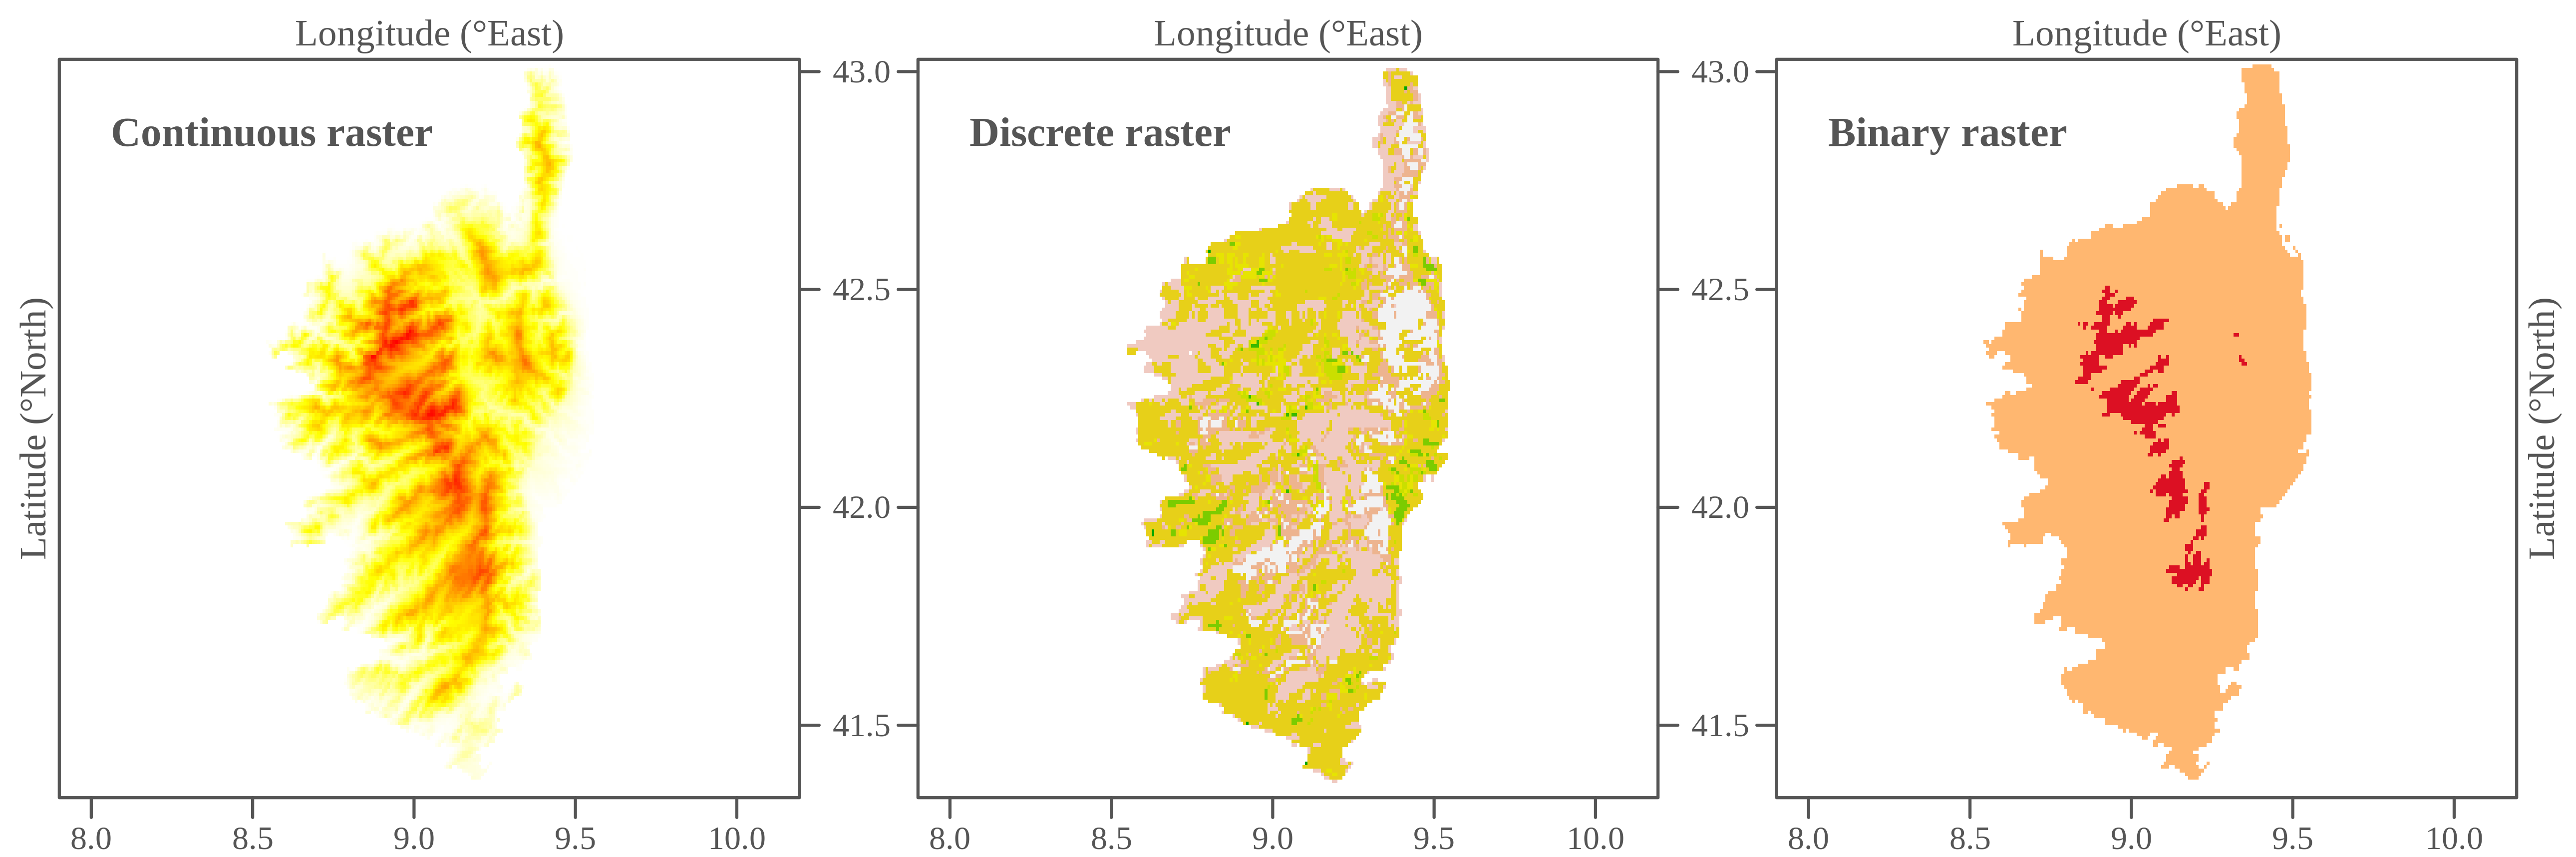 Longitude (°East)
Longitude (°East)
Longitude (°East)
Continuous raster
Discrete raster
Binary raster
Latitude (°North)
43.0
42.5
42.0
41.5
43.0
42.5
42.0
41.5
Latitude (°North)
8.0 8.5 9.0 9.5 10.0
8.0 8.5 9.0 9.5 10.0
8.0 8.5 9.0 9.5 10.0